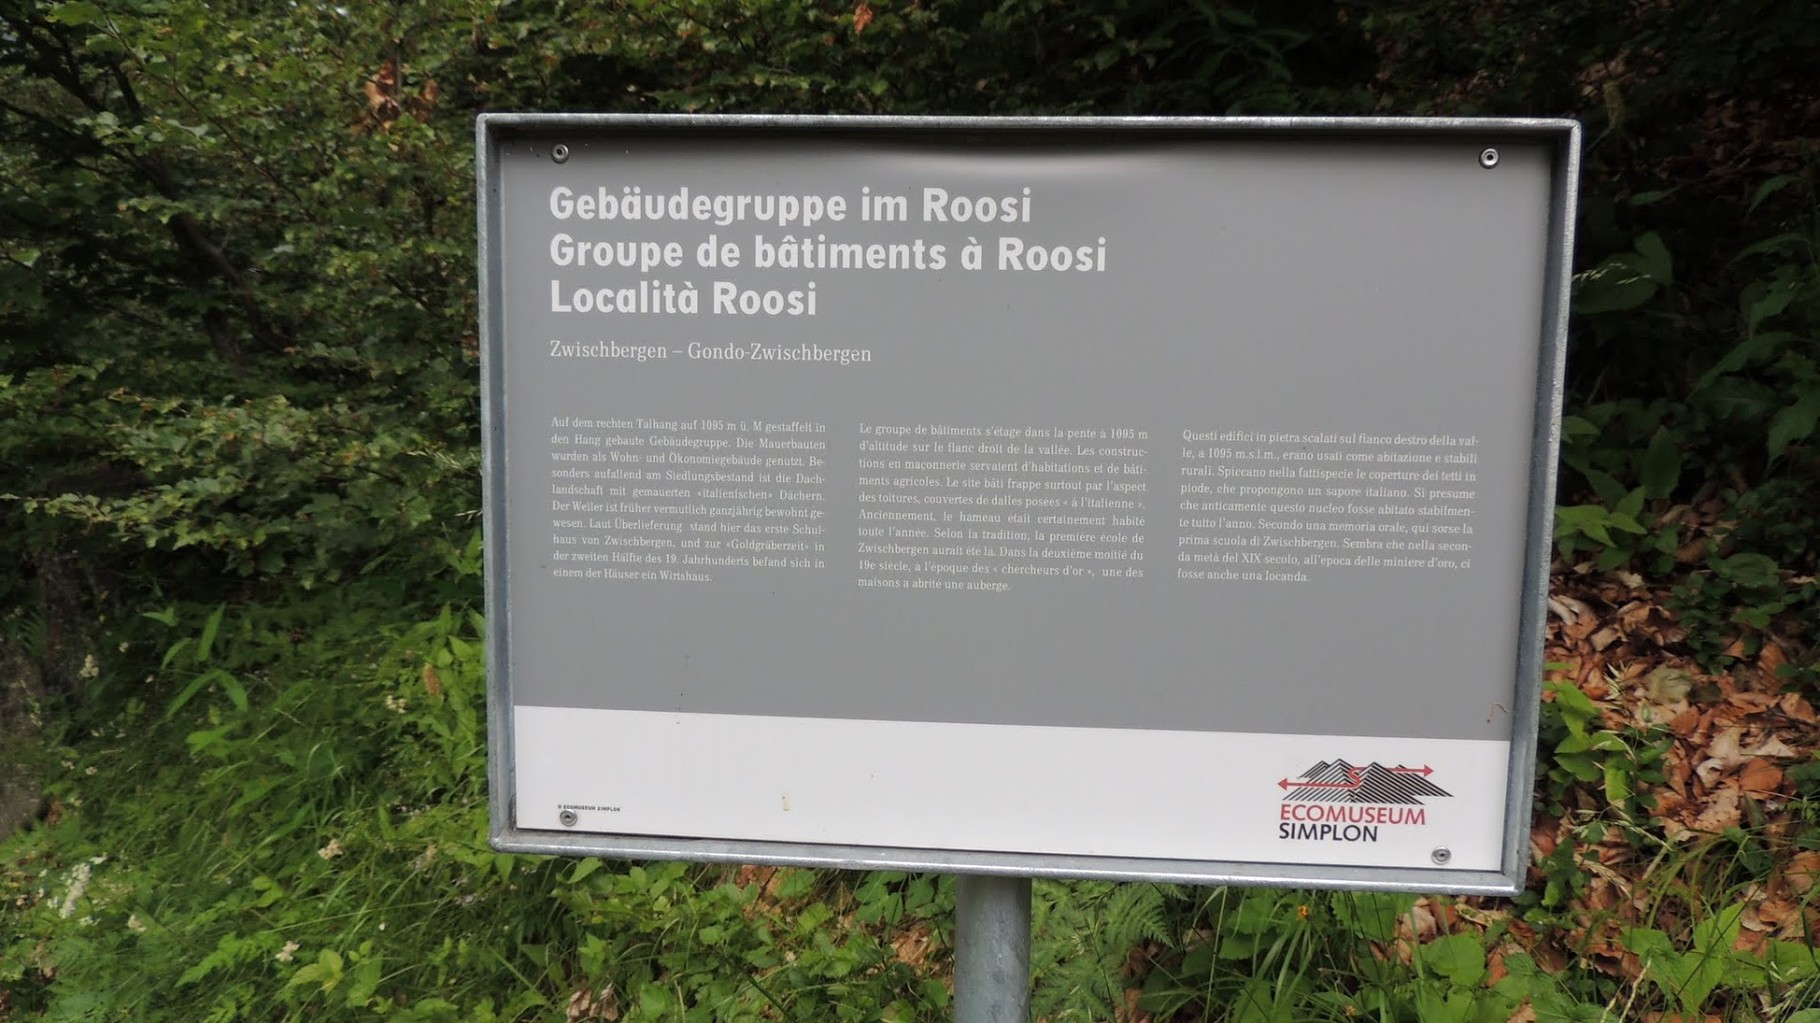 Gebäudegruppe im Roosi
Groupe de bâtiments à Roosi
Località Roosi
Zwischbergen – Gondo-Zwischbergen
Auf dem rechten Talhang auf 1095 m ü. M gestaffelt in
den Hang gebaute Gebäudegruppe. Die Mauerbauten
wurden als Wohn- und Ökonomiegebäude genutzt. Be-
sonders aufallend am Siedlungsbestand ist die Dach-
landschaft mit gemauerten «italienischen» Dächern.
Der Weiler ist früher vermutlich ganzjährig bewohnt ge-
wesen. Laut Überlieferung stand hier das erste Schul-
haus von Zwischbergen, und zur «Goldgräberzeit» in
der zweiten Hälfte des 19. Jahrhunderts befand sich in
einem der Häuser ein Wirtshaus.
Le groupe de bâtiments s'étage dans la pente à 1095 m
d'altitude sur le flanc droit de la vallée. Les construc-
tions en maçonnerie servaient d'habitations et de bâti-
ments agricoles. Le site bâti frappe surtout par l'aspect
des toitures, couvertes de dalles posées « à l'italienne ».
Anciennement, le hameau était certainement habité
toute l'année. Selon la tradition, la première école de
Zwischbergen aurait été là. Dans la deuxième moitié du
19e siècle, à l'époque des « chercheurs d'or », une des
maisons a abrité une auberge.
Questi edifici in pietra scalati sul fianco destro della val-
le, a 1095 m.s.l.m., erano usati come abitazione e stabili
rurali. Spiccano nella fattispecie le coperture dei tetti in
piode, che propongono un sapore italiano. Si presume
che anticamente questo nucleo fosse abitato stabilmen-
te tutto l'anno. Secondo una memoria orale, qui sorse la
prima scuola di Zwischbergen. Sembra che nella secon-
da metà del XIX secolo, all'epoca delle miniere d'oro, ci
fosse anche una locanda.
© ECOMUSEUM SIMPLON
ECOMUSEUM
SIMPLON